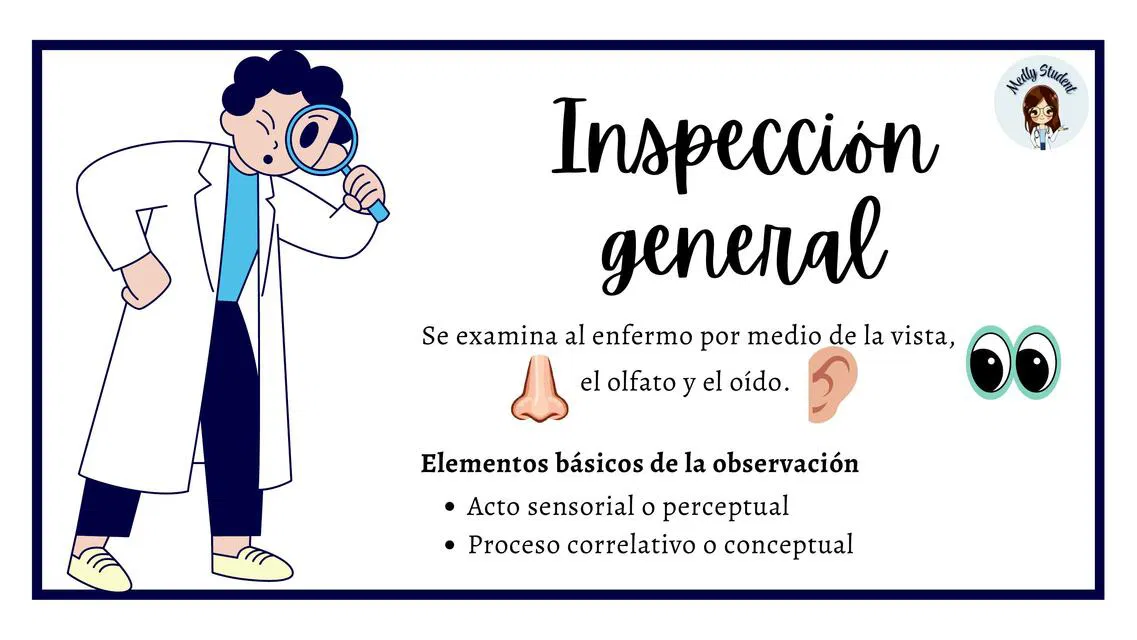 Medly Student
Inspección
general
Se examina al enfermo por medio de la vista,
el olfato y el oído.
Elementos básicos de la observación
• Acto sensorial o perceptual
• Proceso correlativo o conceptual